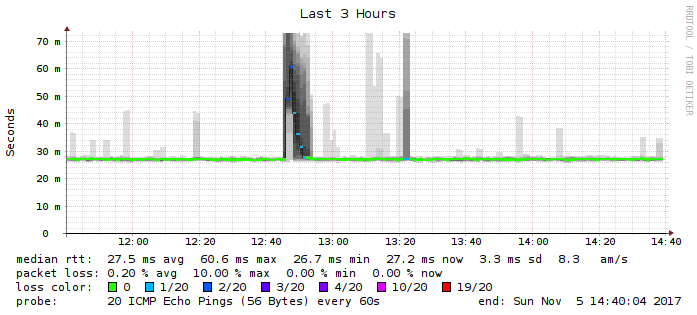 Last 3 Hours
RRDTOOL / TOBI OETIKER
Seconds
70 m
60 m
50 m
40 m
30 m
20 m
10 m
0
12:00 12:20 12:40 13:00 13:20 13:40 14:00 14:20 14:40
median rtt: 27.5 ms avg 60.6 ms max 26.7 ms min 27.2 ms now 3.3 ms sd 8.3 am/s
packet loss: 0.20 % avg 10.00 % max 0.00 % min 0.00 % now
loss color: 0 1/20 2/20 3/20 4/20 10/20 19/20
probe: 20 ICMP Echo Pings (56 Bytes) every 60s end: Sun Nov 5 14:40:04 2017